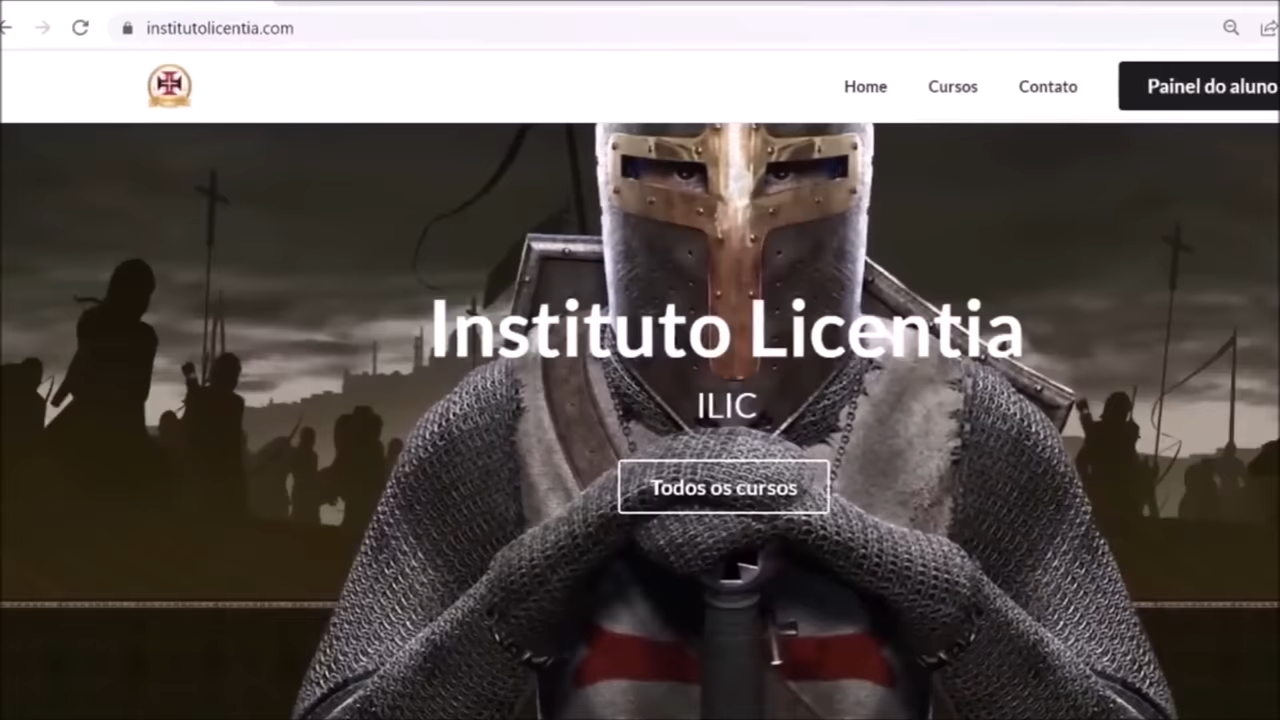 institutolicentia.com
Home Cursos Contato Painel do aluno
Instituto Licentia
ILIC
Todos os cursos